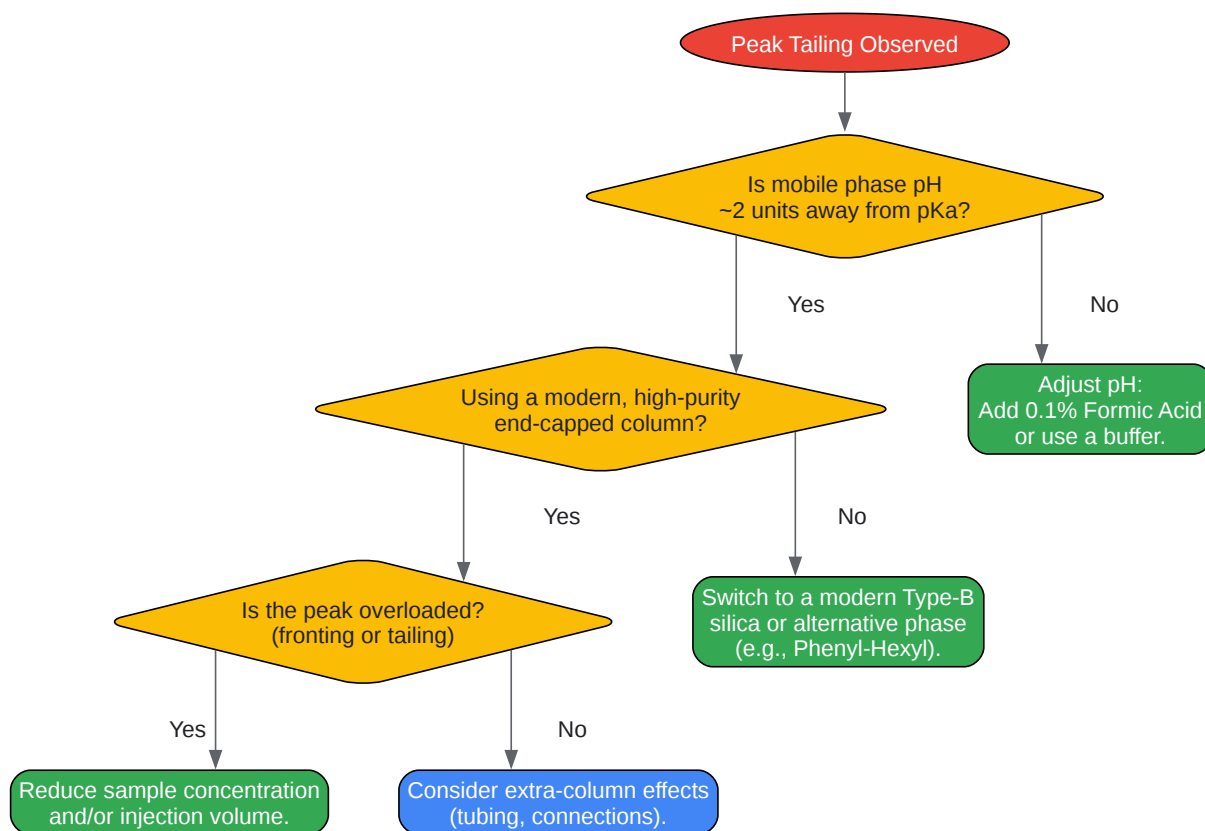 Peak Tailing Observed
Is mobile phase pH
~2 units away from pKa?
Yes
No
Using a modern, high-purity
end-capped column?
Adjust pH:
Add 0.1% Formic Acid
or use a buffer.
Yes
No
Is the peak overloaded?
(fronting or tailing)
Switch to a modern Type-B
silica or alternative phase
(e.g., Phenyl-Hexyl).
Yes
No
Reduce sample concentration
and/or injection volume.
Consider extra-column effects
(tubing, connections).